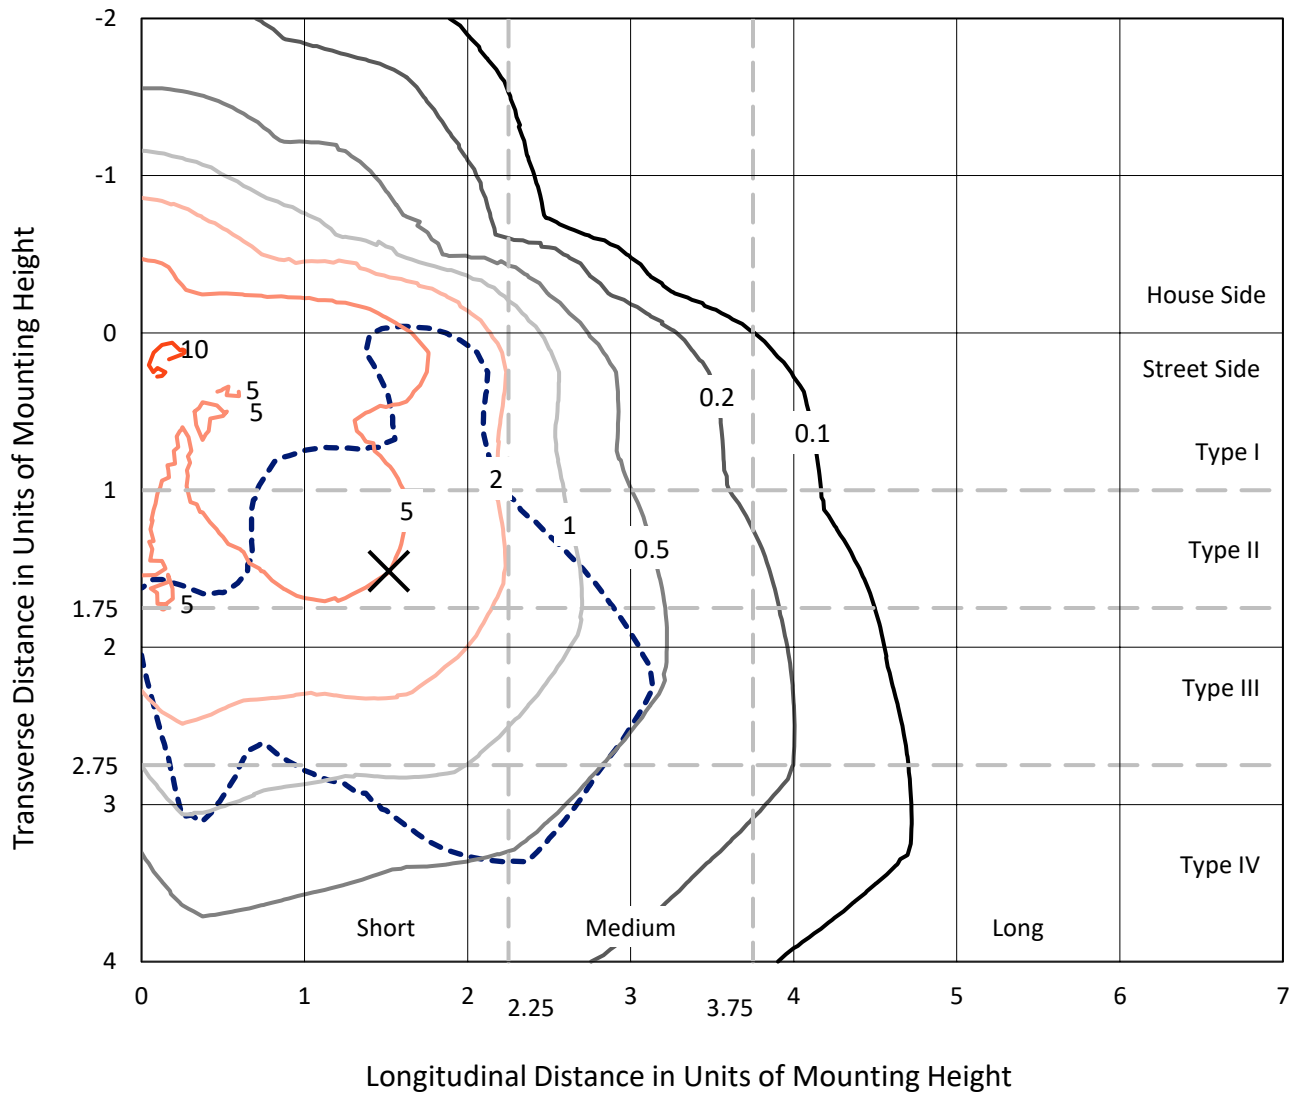 -2
-1
0
1
1.75
2
2.75
3
4
Transverse Distance in Units of Mounting Height
House Side
Street Side
Type I
Type II
Type III
Type IV
10
5
5
5
5
2
1
0.5
0.2
0.1
Short
Medium
Long
0
1
2
2.25
3
3.75
4
5
6
7
Longitudinal Distance in Units of Mounting Height